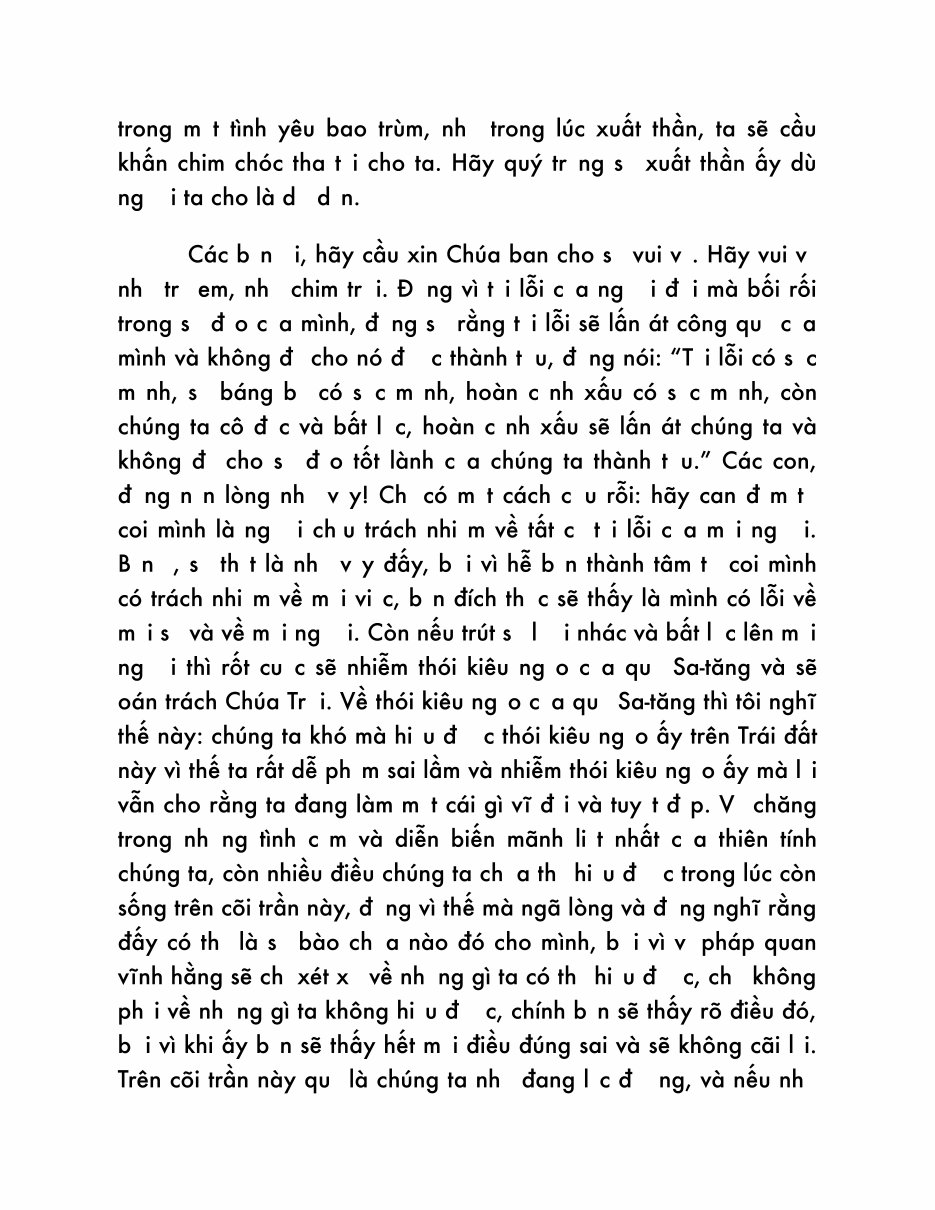 trong m t tình yêu bao trùm, nh trong lúc xuất thần, ta sẽ cầu
khấn chim chóc tha t i cho ta. Hãy quý tr ng s xuất thần ấy dù
ng i ta cho là d d n.
Các b n i, hãy cầu xin Chúa ban cho s vui v . Hãy vui v
nh tr em, nh chim tr i. Đ ng vì t i lỗi c a ng i đ i mà bối rối
trong s đ o c a mình, đ ng s rằng t i lỗi sẽ lấn át công qu c a
mình và không đ cho nó đ c thành t u, đ ng nói: “T i lỗi có s c
m nh, s báng b có s c m nh, hoàn c nh xấu có s c m nh, còn
chúng ta cô đ c và bất l c, hoàn c nh xấu sẽ lấn át chúng ta và
không đ cho s đ o tốt lành c a chúng ta thành t u.” Các con,
đ ng n n lòng nh v y! Ch có m t cách c u rỗi: hãy can đ m t
coi mình là ng i ch u trách nhi m về tất c t i lỗi c a m i ng i.
B n , s th t là nh v y đấy, b i vì hễ b n thành tâm t coi mình
có trách nhi m về m i vi c, b n đích th c sẽ thấy là mình có lỗi về
m i s và về m i ng i. Còn nếu trút s l i nhác và bất l c lên m i
ng i thì rốt cu c sẽ nhiễm thói kiêu ng o c a qu Sa-tăng và sẽ
oán trách Chúa Tr i. Về thói kiêu ng o c a qu Sa-tăng thì tôi nghĩ
thế này: chúng ta khó mà hi u đ c thói kiêu ng o ấy trên Trái đất
này vì thế ta rất dễ ph m sai lầm và nhiễm thói kiêu ng o ấy mà l i
vẫn cho rằng ta đang làm m t cái gì vĩ đ i và tuy t đ p. V chăng
trong nh ng tình c m và diễn biến mãnh li t nhất c a thiên tính
chúng ta, còn nhiều điều chúng ta ch a th hi u đ c trong lúc còn
sống trên cõi trần này, đ ng vì thế mà ngã lòng và đ ng nghĩ rằng
đấy có th là s bào ch a nào đó cho mình, b i vì v pháp quan
vĩnh hằng sẽ ch xét x về nh ng gì ta có th hi u đ c, ch không
ph i về nh ng gì ta không hi u đ c, chính b n sẽ thấy rõ điều đó,
b i vì khi ấy b n sẽ thấy hết m i điều đúng sai và sẽ không cãi l i.
Trên cõi trần này qu là chúng ta nh đang l c đ ng, và nếu nh